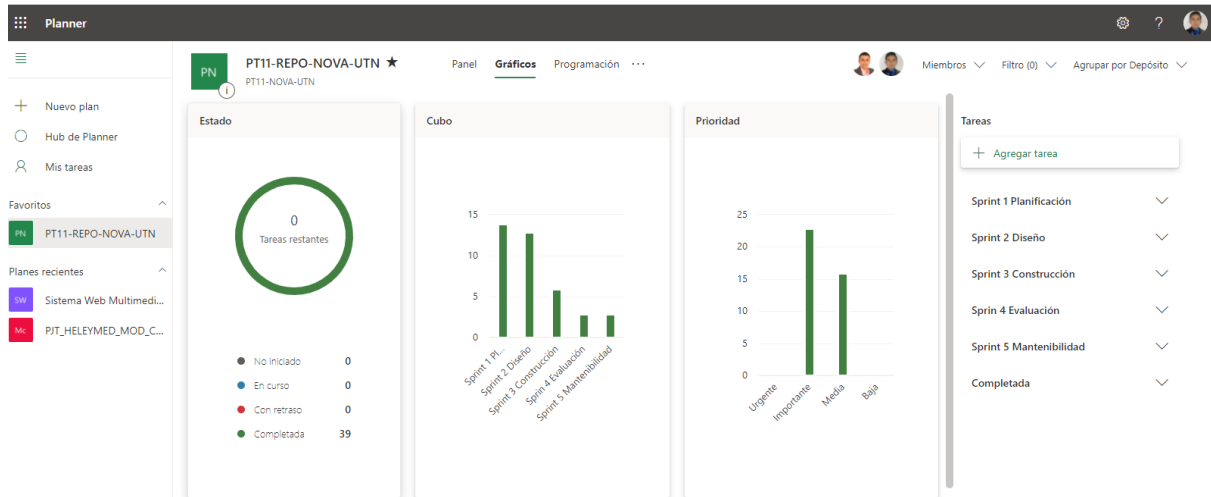 Planner
?
PN
PT11-REPO-NOVA-UTN ★
PT11-NOVA-UTN
Panel Gráficos Programación ...
Miembros Filtro (0) Agrupar por Depósito
Nuevo plan
Hub de Planner
Mis tareas
Favoritos
PN PT11-REPO-NOVA-UTN
Planes recientes
SW Sistema Web Multimedi...
Mc PJT_HELEYMED_MOD_C...
Estado
0
Tareas restantes
No iniciado 0
En curso 0
Con retraso 0
Completada 39
Cubo
15
10
5
0
Sprint 1 Pl...
Sprint 2 Diseño
Sprint 3 Construcción
Sprin 4 Evaluación
Sprint 5 Mantenibilidad
Prioridad
25
20
15
10
5
0
Urgente
Importante
Media
Baja
Tareas
+ Agregar tarea
Sprint 1 Planificación
Sprint 2 Diseño
Sprint 3 Construcción
Sprin 4 Evaluación
Sprint 5 Mantenibilidad
Completada